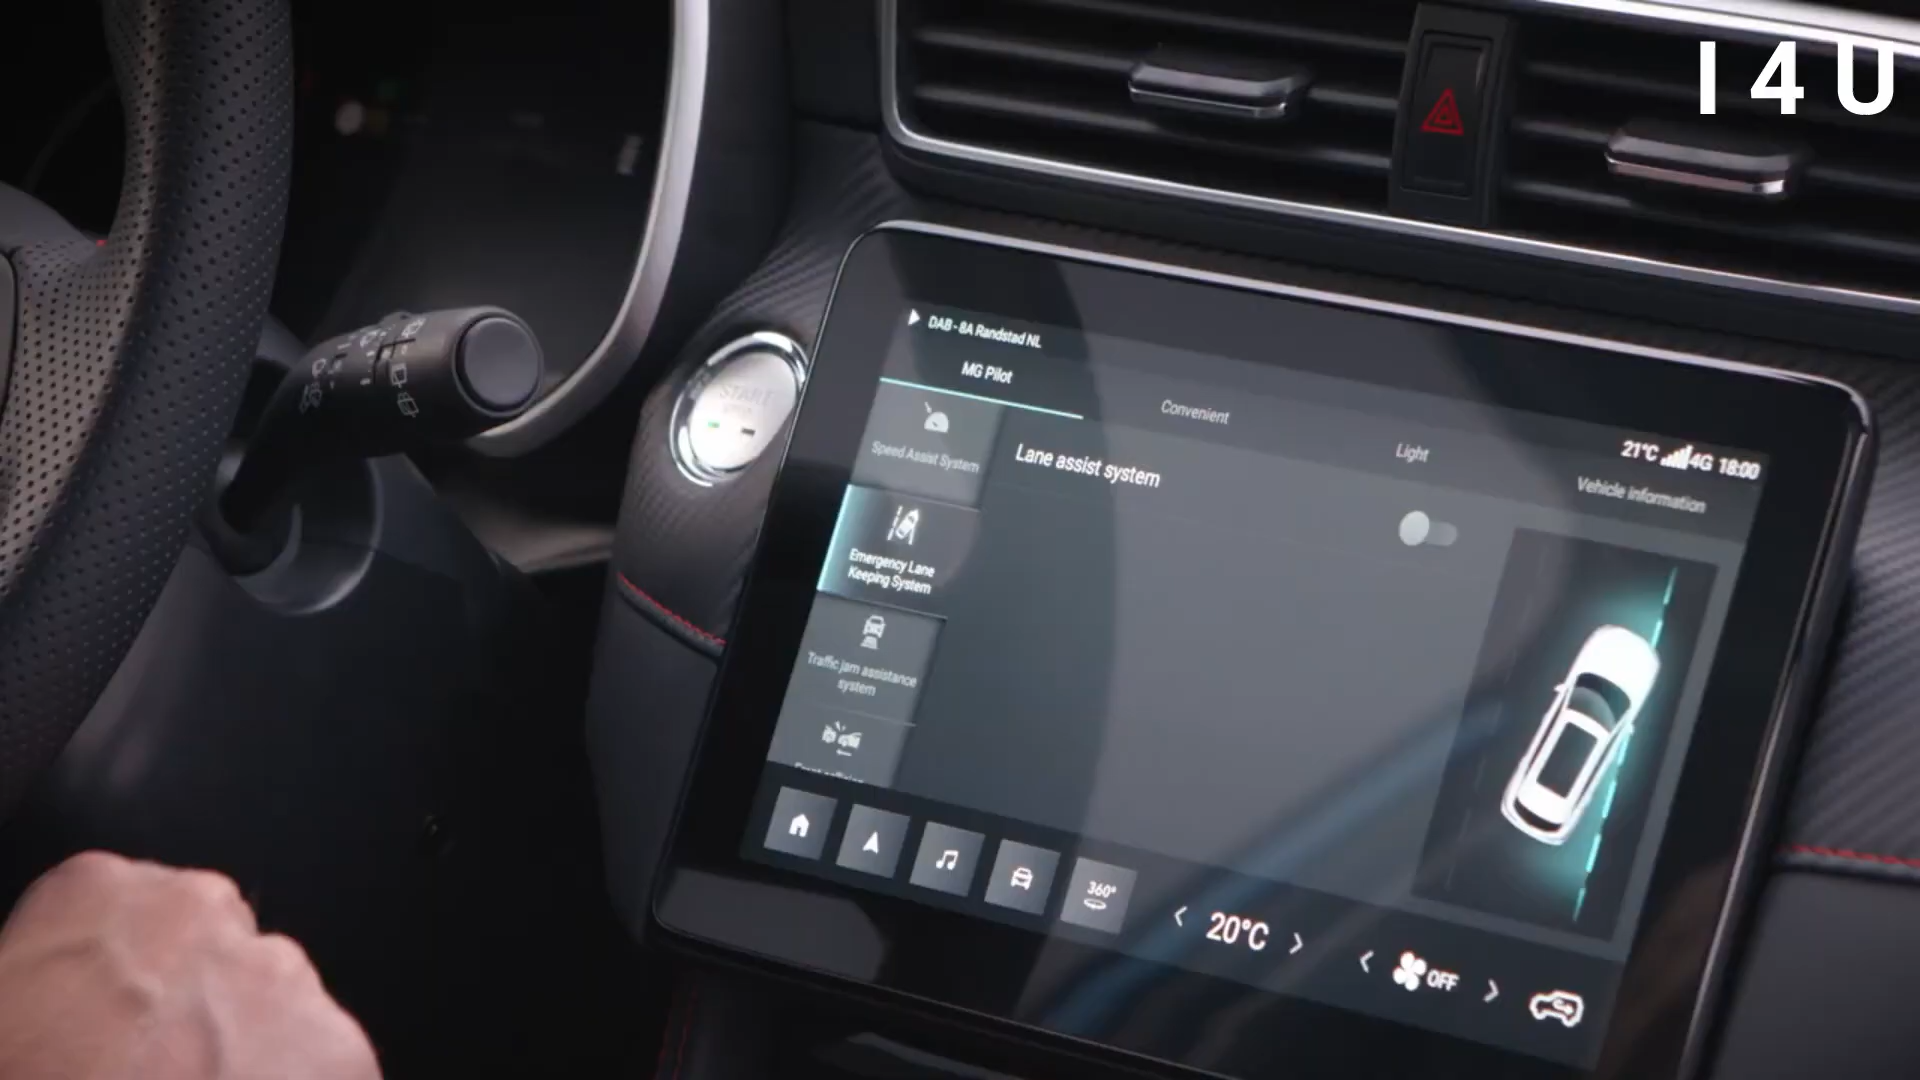 I 4 U
START
DAB - 8A Randstad NL
MG Pilot
Convenient
Light
21°C 4G 18:00
Vehicle information
Speed Assist System
Lane assist system
Emergency Lane
Keeping System
Traffic jam assistance
system
360°
20°C
OFF